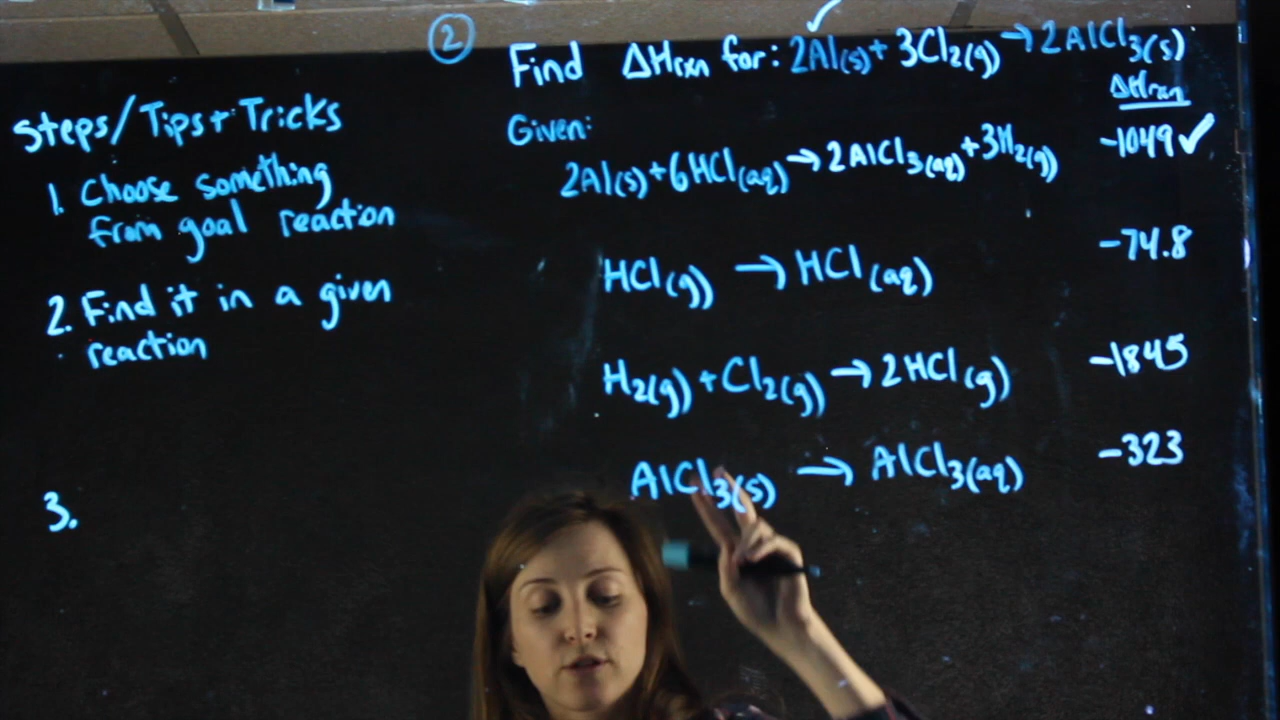 ② Find ΔHrxn for: 2Al(s) + 3Cl₂(g) → 2AlCl₃(s)
Steps/Tips + Tricks
1. Choose something
from goal reaction
2. Find it in a given
reaction
3.
ΔHrxn
Given:
2Al(s) + 6HCl(aq) → 2AlCl₃(aq) + 3H₂(g) -1049 ✓
HCl(g) → HCl(aq) -74.8
H₂(g) + Cl₂(g) → 2HCl(g) -1845
AlCl₃(s) → AlCl₃(aq) -323